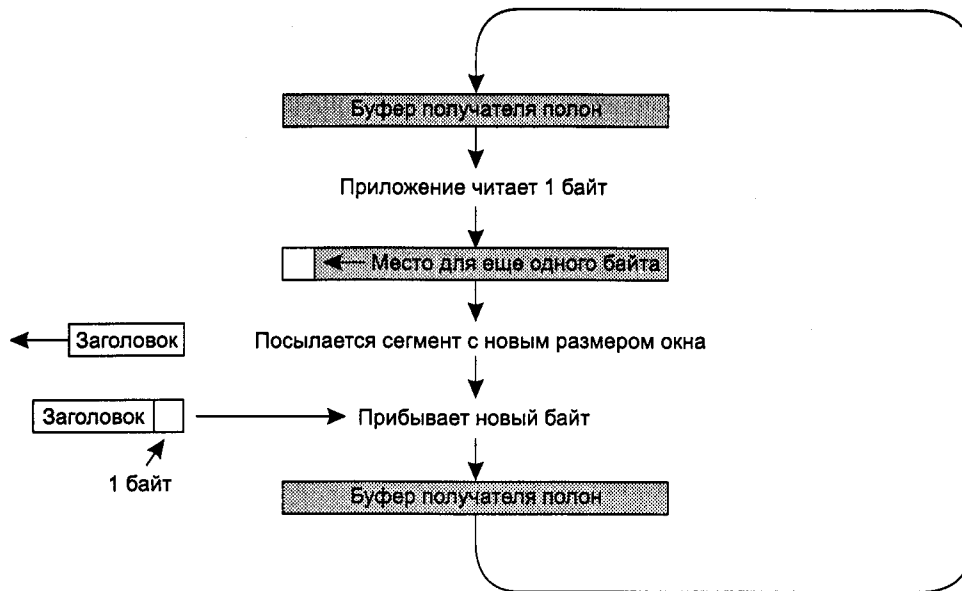 Буфер получателя полон
Приложение читает 1 байт
Место для еще одного байта
Заголовок
Посылается сегмент с новым размером окна
Заголовок
Прибывает новый байт
1 байт
Буфер получателя полон